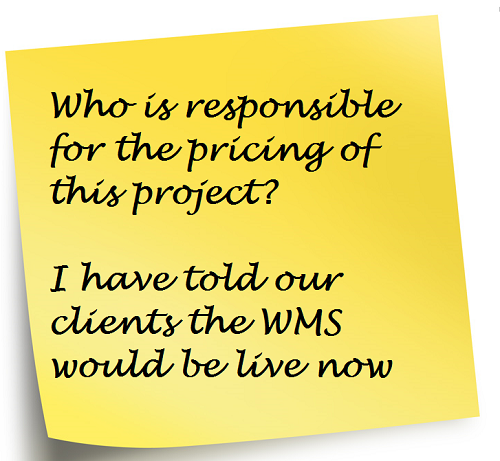 Who is responsible
for the pricing of
this project?
I have told our
clients the WMS
would be live now